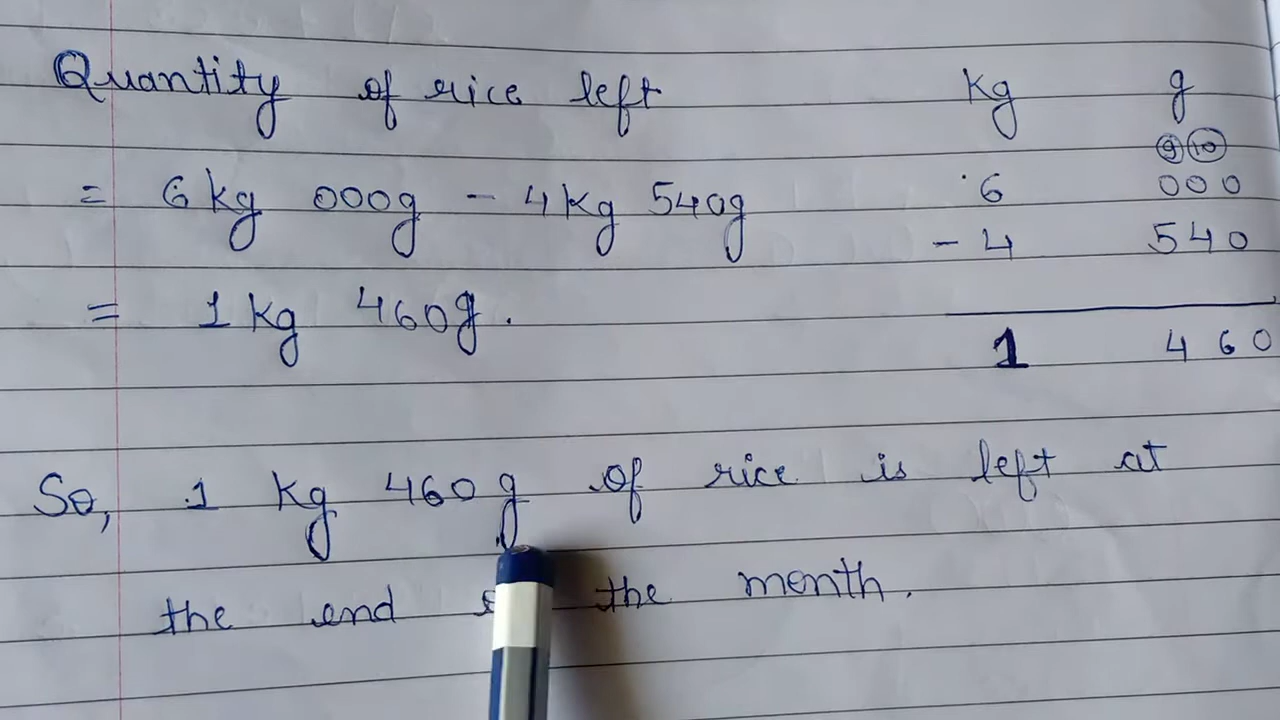 Quantity of rice left
kg g
9 10
= 6 kg 000g - 4 kg 540g
6 000
- 4 540
= 1 kg 460g.
1 460
So, 1 kg 460g of rice is left at
the end the month.